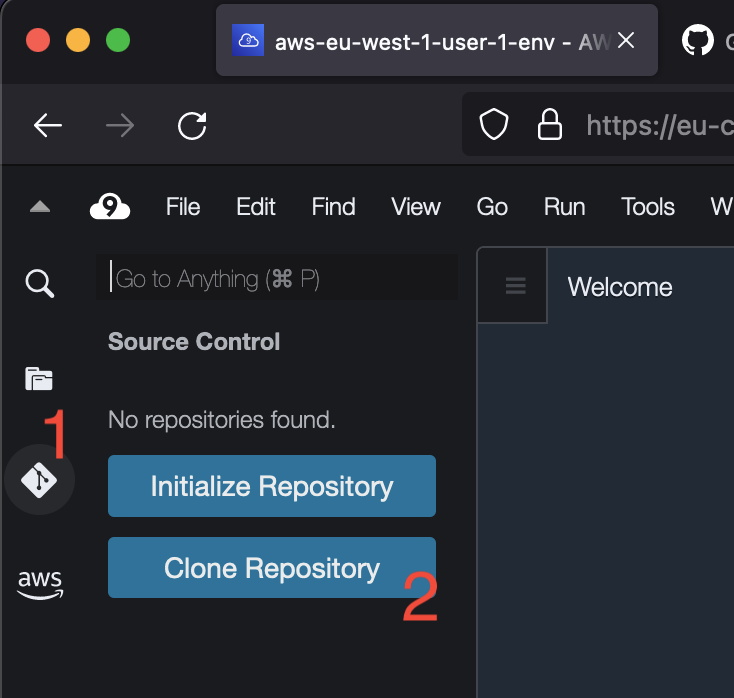 aws-eu-west-1-user-1-env - AW
https://eu-c
9 File Edit Find View Go Run Tools W
Go to Anything (⌘ P)
Welcome
Source Control
No repositories found.
1
Initialize Repository
Clone Repository
2
aws